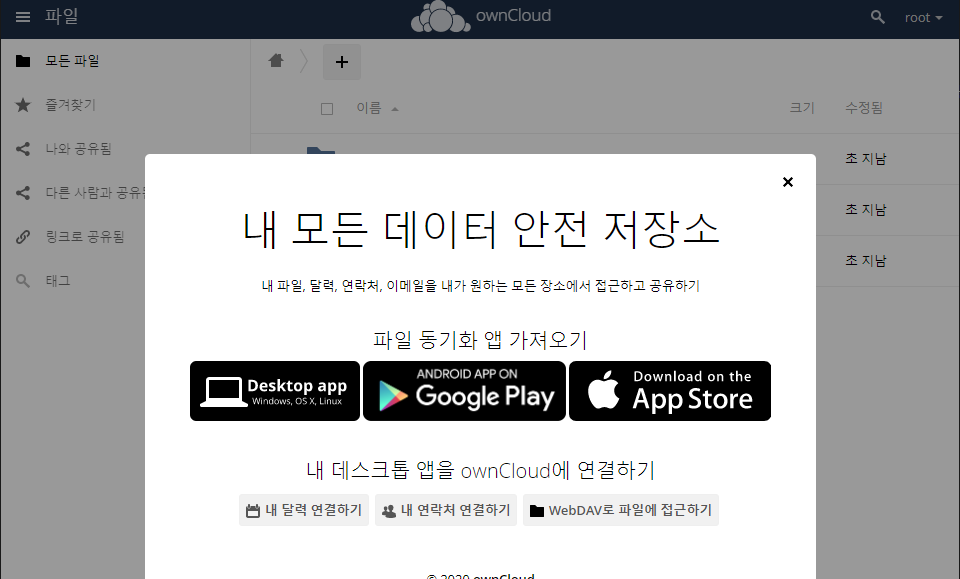 파일
ownCloud
root
모든 파일
즐겨찾기
나와 공유됨
다른 사람과 공유됨
링크로 공유됨
태그
+
이름
크기
수정됨
초 지남
초 지남
초 지남
×
내 모든 데이터 안전 저장소
내 파일, 달력, 연락처, 이메일을 내가 원하는 모든 장소에서 접근하고 공유하기
파일 동기화 앱 가져오기
Desktop app
Windows, OS X, Linux
ANDROID APP ON
Google Play
Download on the
App Store
내 데스크톱 앱을 ownCloud에 연결하기
내 달력 연결하기
내 연락처 연결하기
WebDAV로 파일에 접근하기
© 2020 ownCloud